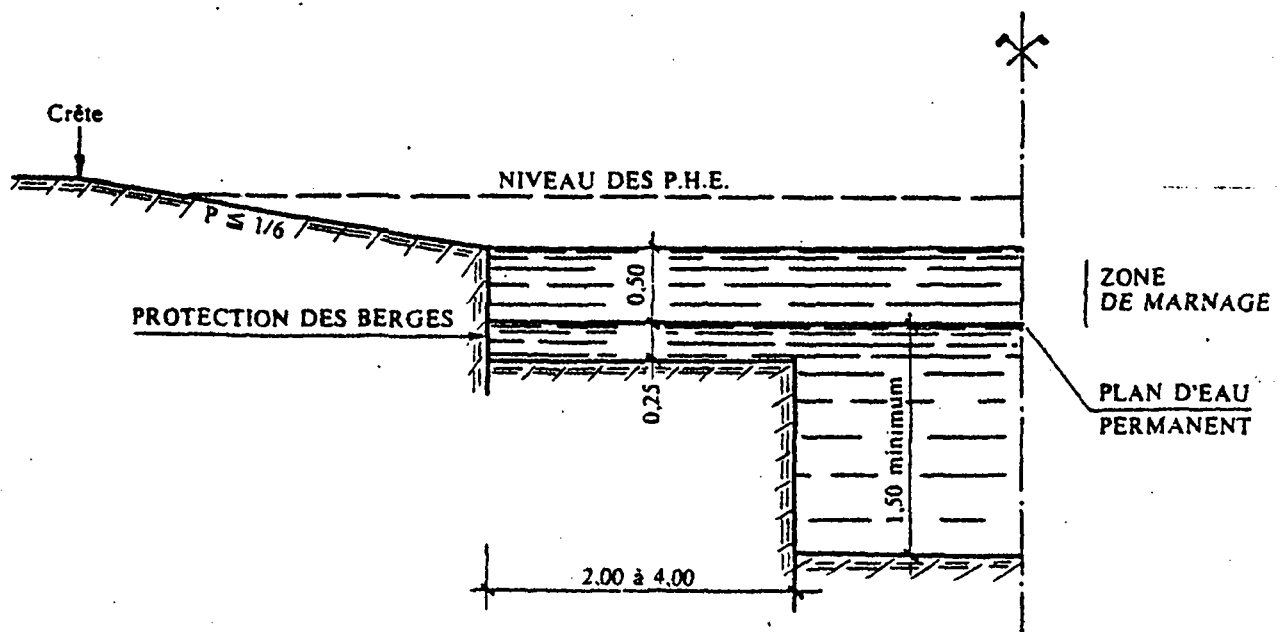 Crête
NIVEAU DES P.H.E.
P ≤ 1/6
ZONE
DE MARNAGE
0,50
PROTECTION DES BERGES
0,25
1,50 minimum
PLAN D'EAU
PERMANENT
2.00 à 4,00